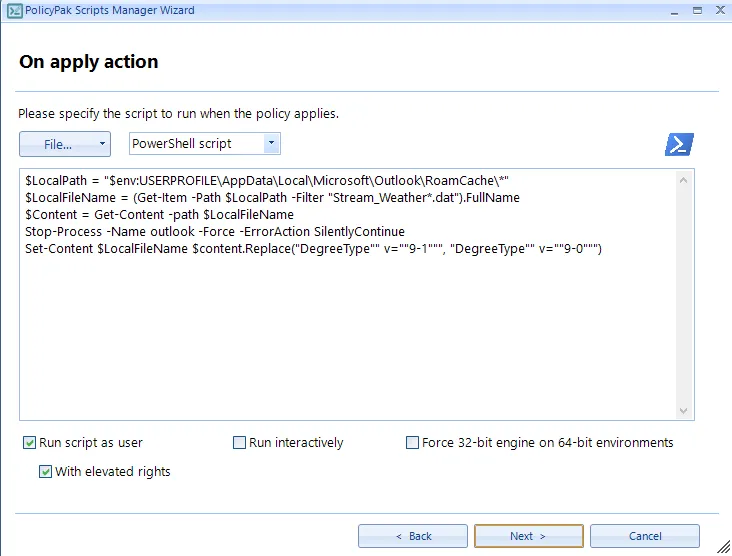 PolicyPak Scripts Manager Wizard
On apply action
Please specify the script to run when the policy applies.
File... PowerShell script
$LocalPath = "$env:USERPROFILE\AppData\Local\Microsoft\Outlook\RoamCache\*"
$LocalFileName = (Get-Item -Path $LocalPath -Filter "Stream_Weather*.dat").FullName
$Content = Get-Content -path $LocalFileName
Stop-Process -Name outlook -Force -ErrorAction SilentlyContinue
Set-Content $LocalFileName $content.Replace("DegreeType"" v=""9-1""", "DegreeType"" v=""9-0""")
Run script as user Run interactively Force 32-bit engine on 64-bit environments
With elevated rights
< Back Next > Cancel